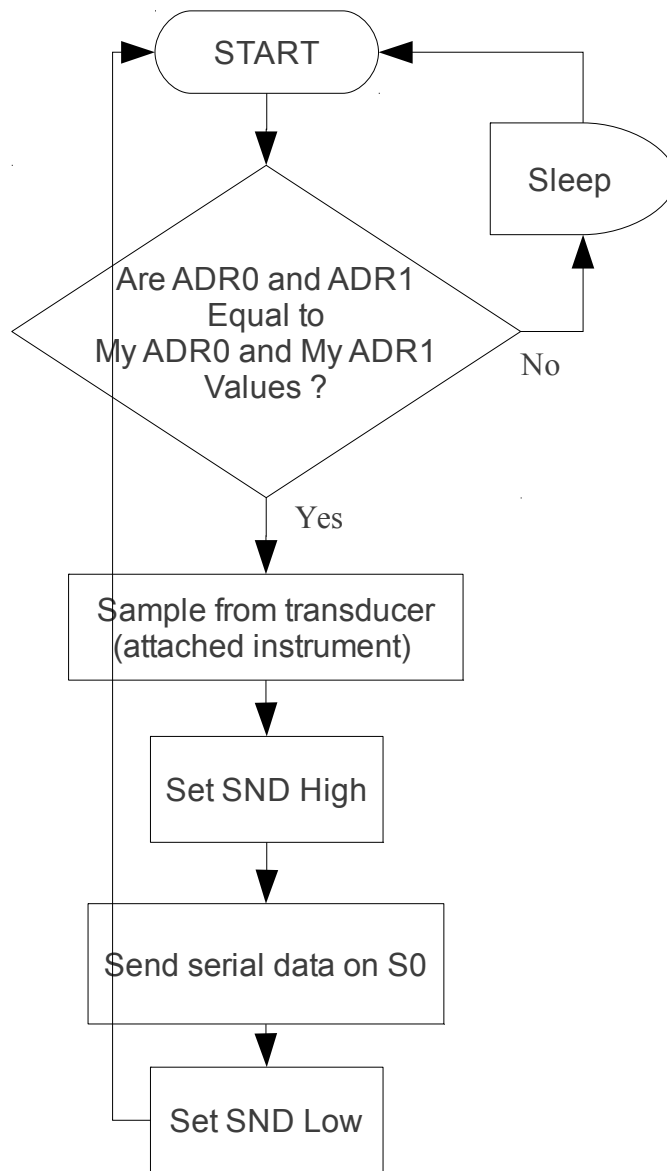 START
Sleep
Are ADR0 and ADR1
Equal to
My ADR0 and My ADR1
Values ?
No
Yes
Sample from transducer
(attached instrument)
Set SND High
Send serial data on S0
Set SND Low